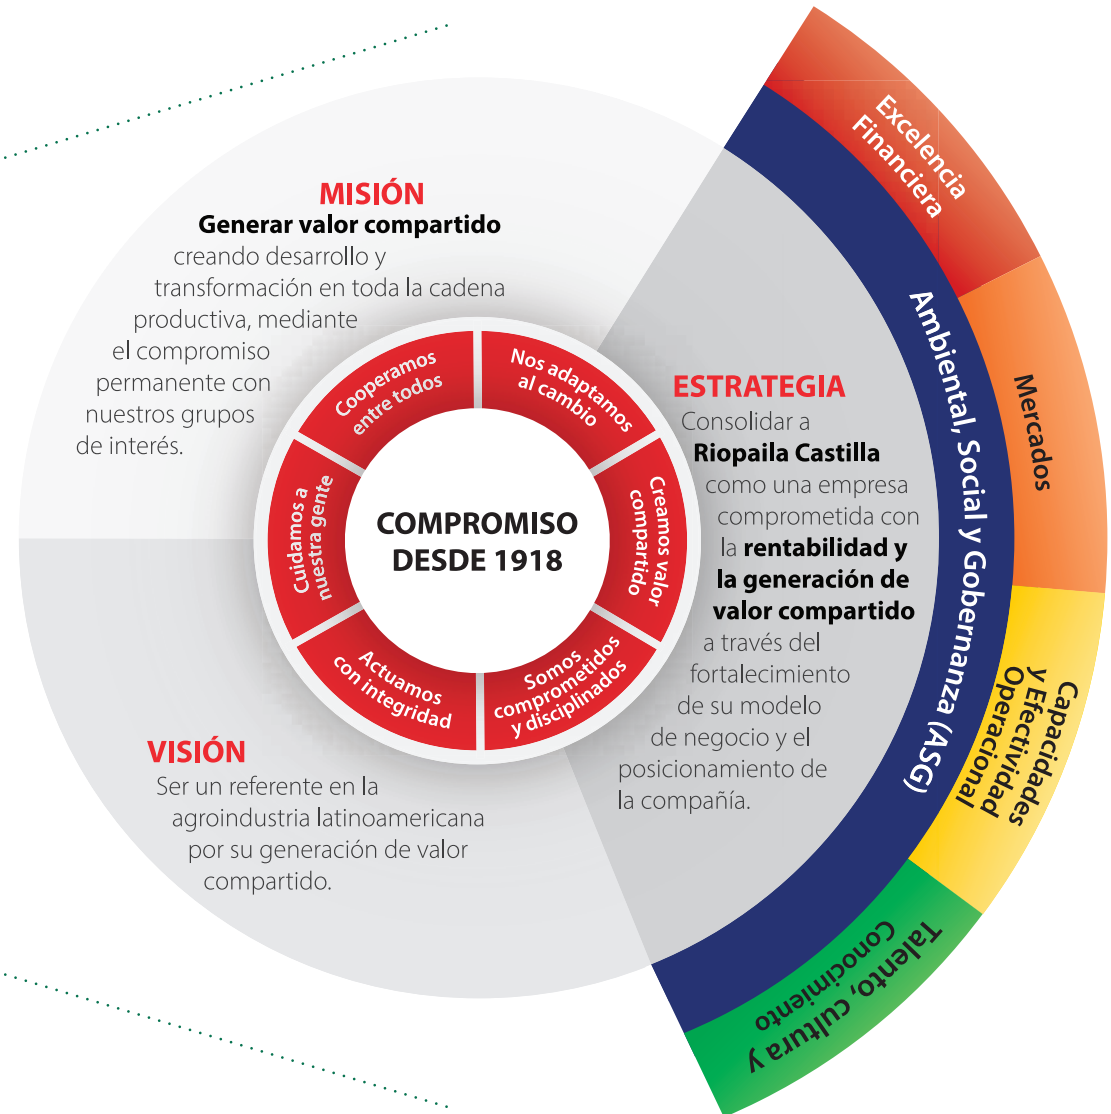 MISIÓN
Generar valor compartido
creando desarrollo y
transformación en toda la cadena
productiva, mediante
el compromiso
permanente con
nuestros grupos
de interés.
VISIÓN
Ser un referente en la
agroindustria latinoamericana
por su generación de valor
compartido.
COMPROMISO
DESDE 1918
Cooperamos
entre todos
Nos adaptamos
al cambio
Creamos valor
compartido
Somos
comprometidos
y disciplinados
Actuamos
con integridad
Cuidamos a
nuestra gente
ESTRATEGIA
Consolidar a
Riopaila Castilla
como una empresa
comprometida con
la rentabilidad y
la generación de
valor compartido
a través del
fortalecimiento
de su modelo
de negocio y el
posicionamiento de
la compañía.
Ambiental, Social y Gobernanza (ASG)
Excelencia
Financiera
Mercados
Capacidades
y Efectividad
Operacional
Talento, cultura y
Conocimiento